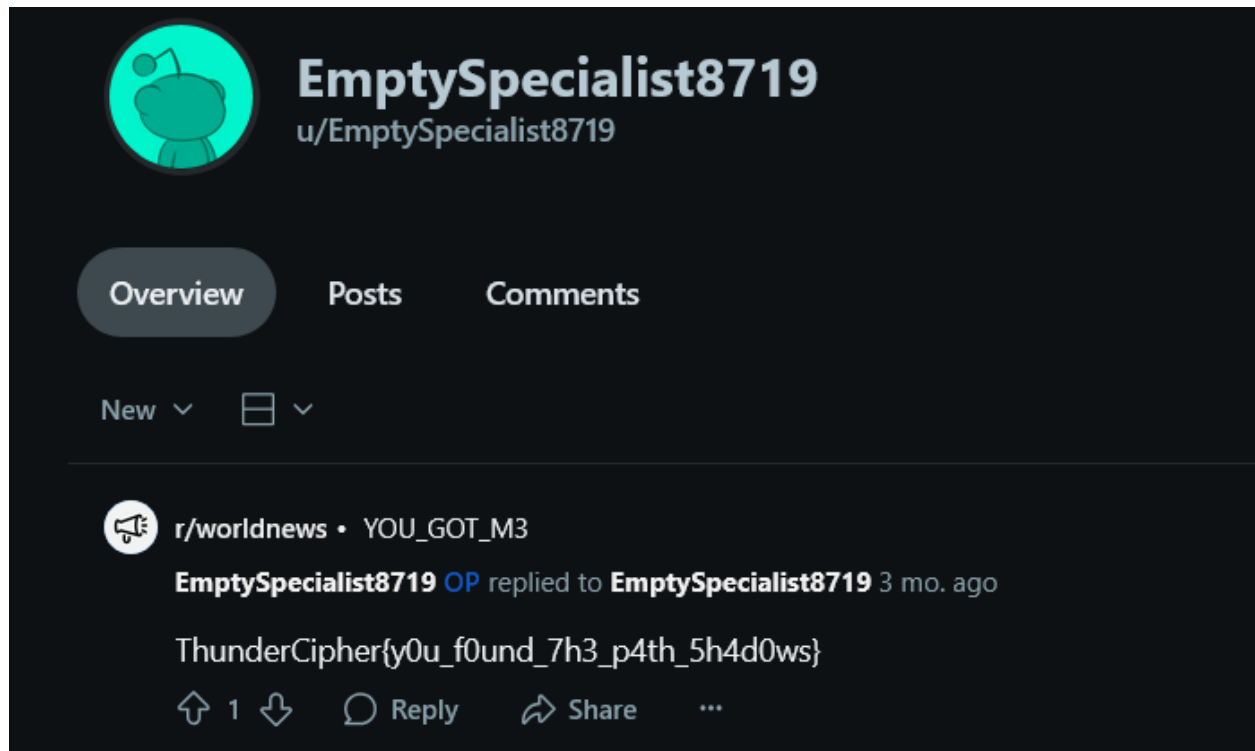 EmptySpecialist8719
u/EmptySpecialist8719
Overview Posts Comments
New
r/worldnews • YOU_GOT_M3
EmptySpecialist8719 OP replied to EmptySpecialist8719 3 mo. ago
ThunderCipher{y0u_f0und_7h3_p4th_5h4d0ws}
1 Reply Share ...